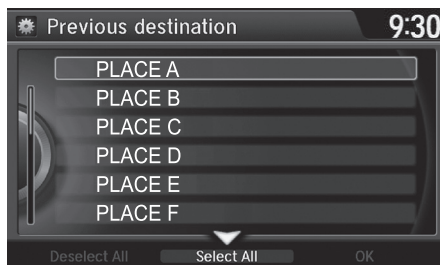 Previous destination 9:30
PLACE A
PLACE B
PLACE C
PLACE D
PLACE E
PLACE F
Deselect All Select All OK